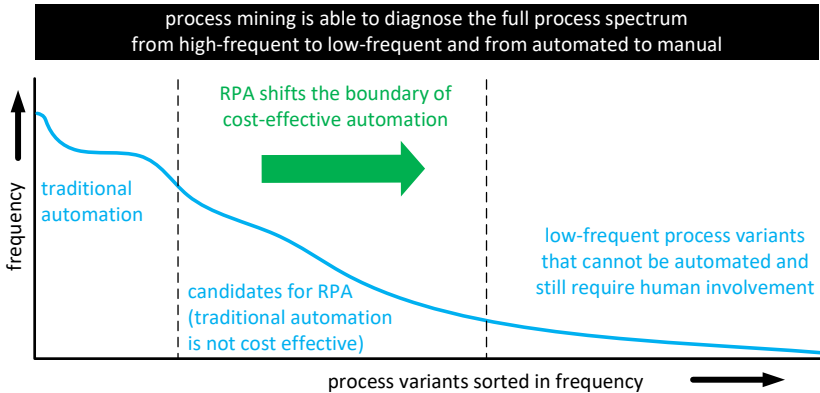 process mining is able to diagnose the full process spectrum
from high-frequent to low-frequent and from automated to manual
RPA shifts the boundary of
cost-effective automation
frequency
traditional
automation
low-frequent process variants
that cannot be automated and
still require human involvement
candidates for RPA
(traditional automation
is not cost effective)
process variants sorted in frequency